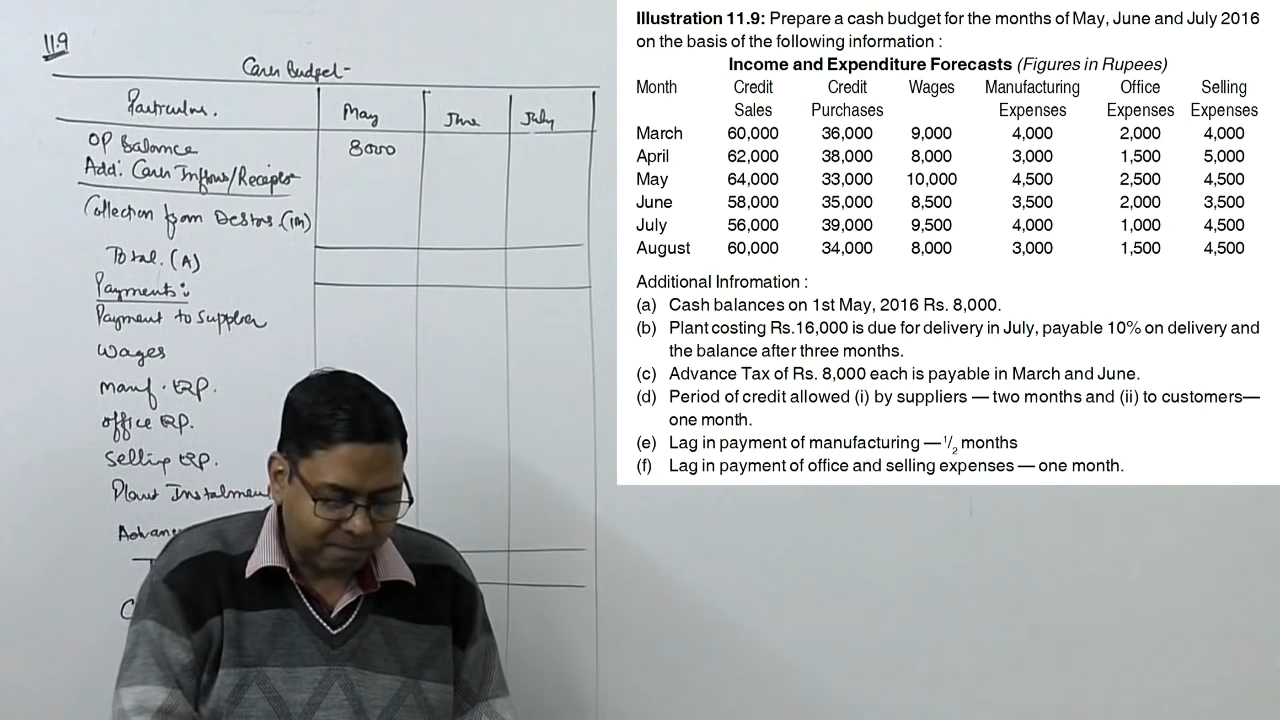 11.9
Cash Budget-
Particulars.
May
June
July
OP Balance
8000
Add: Cash Inflows/Receipts
Collection from Debtors (1M)
Total. (A)
Payments:
Payment to Supplier
Wages
Manf. EXP.
office EXP.
Selling EXP.
Plant Instalment
Illustration 11.9: Prepare a cash budget for the months of May, June and July 2016
on the basis of the following information :
Income and Expenditure Forecasts (Figures in Rupees)
Month Credit Credit Wages Manufacturing Office Selling
Sales Purchases Expenses Expenses Expenses
March 60,000 36,000 9,000 4,000 2,000 4,000
April 62,000 38,000 8,000 3,000 1,500 5,000
May 64,000 33,000 10,000 4,500 2,500 4,500
June 58,000 35,000 8,500 3,500 2,000 3,500
July 56,000 39,000 9,500 4,000 1,000 4,500
August 60,000 34,000 8,000 3,000 1,500 4,500
Additional Infromation :
(a) Cash balances on 1st May, 2016 Rs. 8,000.
(b) Plant costing Rs.16,000 is due for delivery in July, payable 10% on delivery and
the balance after three months.
(c) Advance Tax of Rs. 8,000 each is payable in March and June.
(d) Period of credit allowed (i) by suppliers — two months and (ii) to customers—
one month.
(e) Lag in payment of manufacturing — 1/2 months
(f) Lag in payment of office and selling expenses — one month.